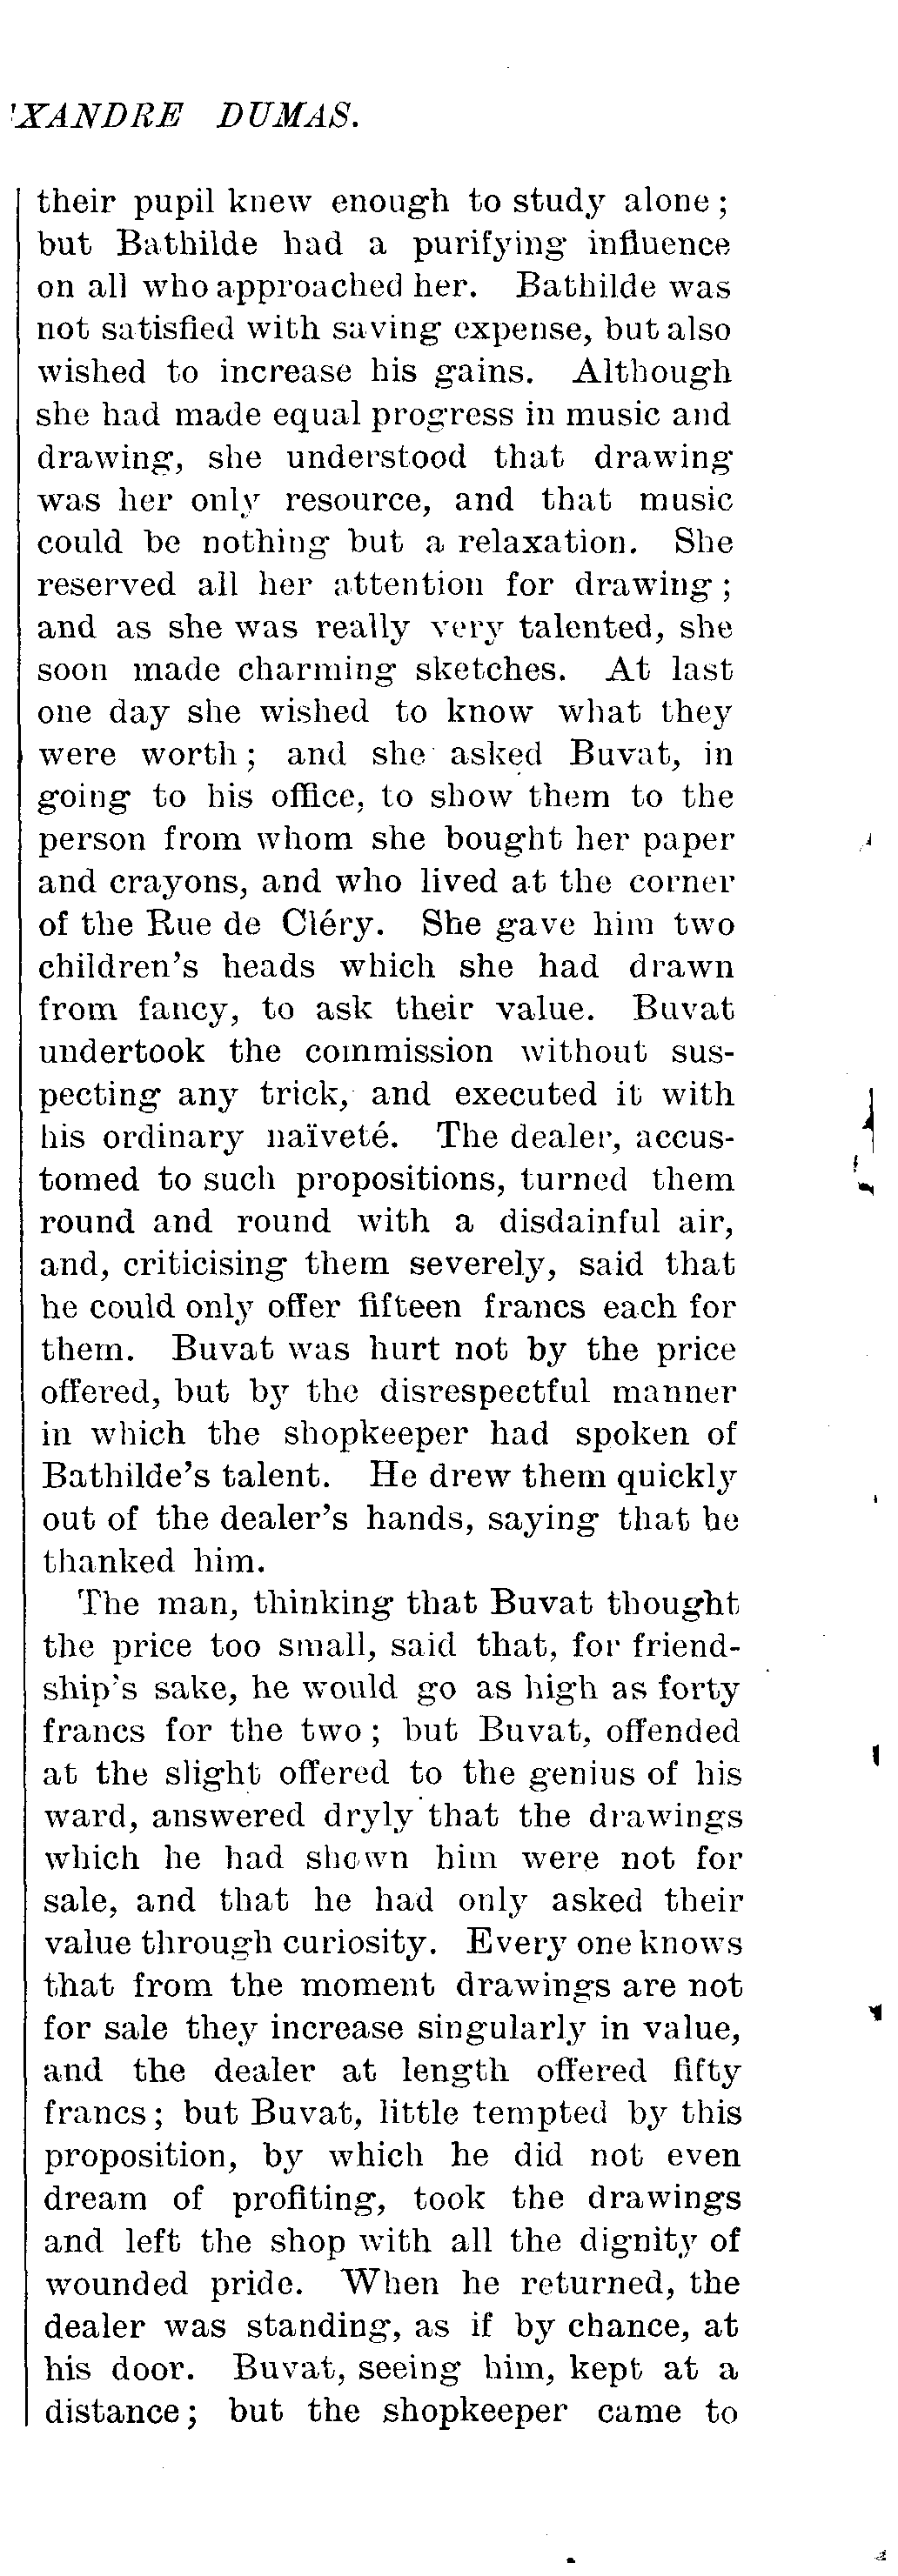 'XANDRE DUMAS.
their pupil knew enough to study alone;
but Bathilde had a purifying influence
on all who approached her. Bathilde was
not satisfied with saving expense, but also
wished to increase his gains. Although
she had made equal progress in music and
drawing, she understood that drawing
was her only resource, and that music
could be nothing but a relaxation. She
reserved all her attention for drawing;
and as she was really very talented, she
soon made charming sketches. At last
one day she wished to know what they
were worth; and she asked Buvat, in
going to his office, to show them to the
person from whom she bought her paper
and crayons, and who lived at the corner
of the Rue de Cléry. She gave him two
children's heads which she had drawn
from fancy, to ask their value. Buvat
undertook the commission without sus-
pecting any trick, and executed it with
his ordinary naïveté. The dealer, accus-
tomed to such propositions, turned them
round and round with a disdainful air,
and, criticising them severely, said that
he could only offer fifteen francs each for
them. Buvat was hurt not by the price
offered, but by the disrespectful manner
in which the shopkeeper had spoken of
Bathilde's talent. He drew them quickly
out of the dealer's hands, saying that he
thanked him.
The man, thinking that Buvat thought
the price too small, said that, for friend-
ship's sake, he would go as high as forty
francs for the two; but Buvat, offended
at the slight offered to the genius of his
ward, answered dryly that the drawings
which he had shown him were not for
sale, and that he had only asked their
value through curiosity. Every one knows
that from the moment drawings are not
for sale they increase singularly in value,
and the dealer at length offered fifty
francs; but Buvat, little tempted by this
proposition, by which he did not even
dream of profiting, took the drawings
and left the shop with all the dignity of
wounded pride. When he returned, the
dealer was standing, as if by chance, at
his door. Buvat, seeing him, kept at a
distance; but the shopkeeper came to